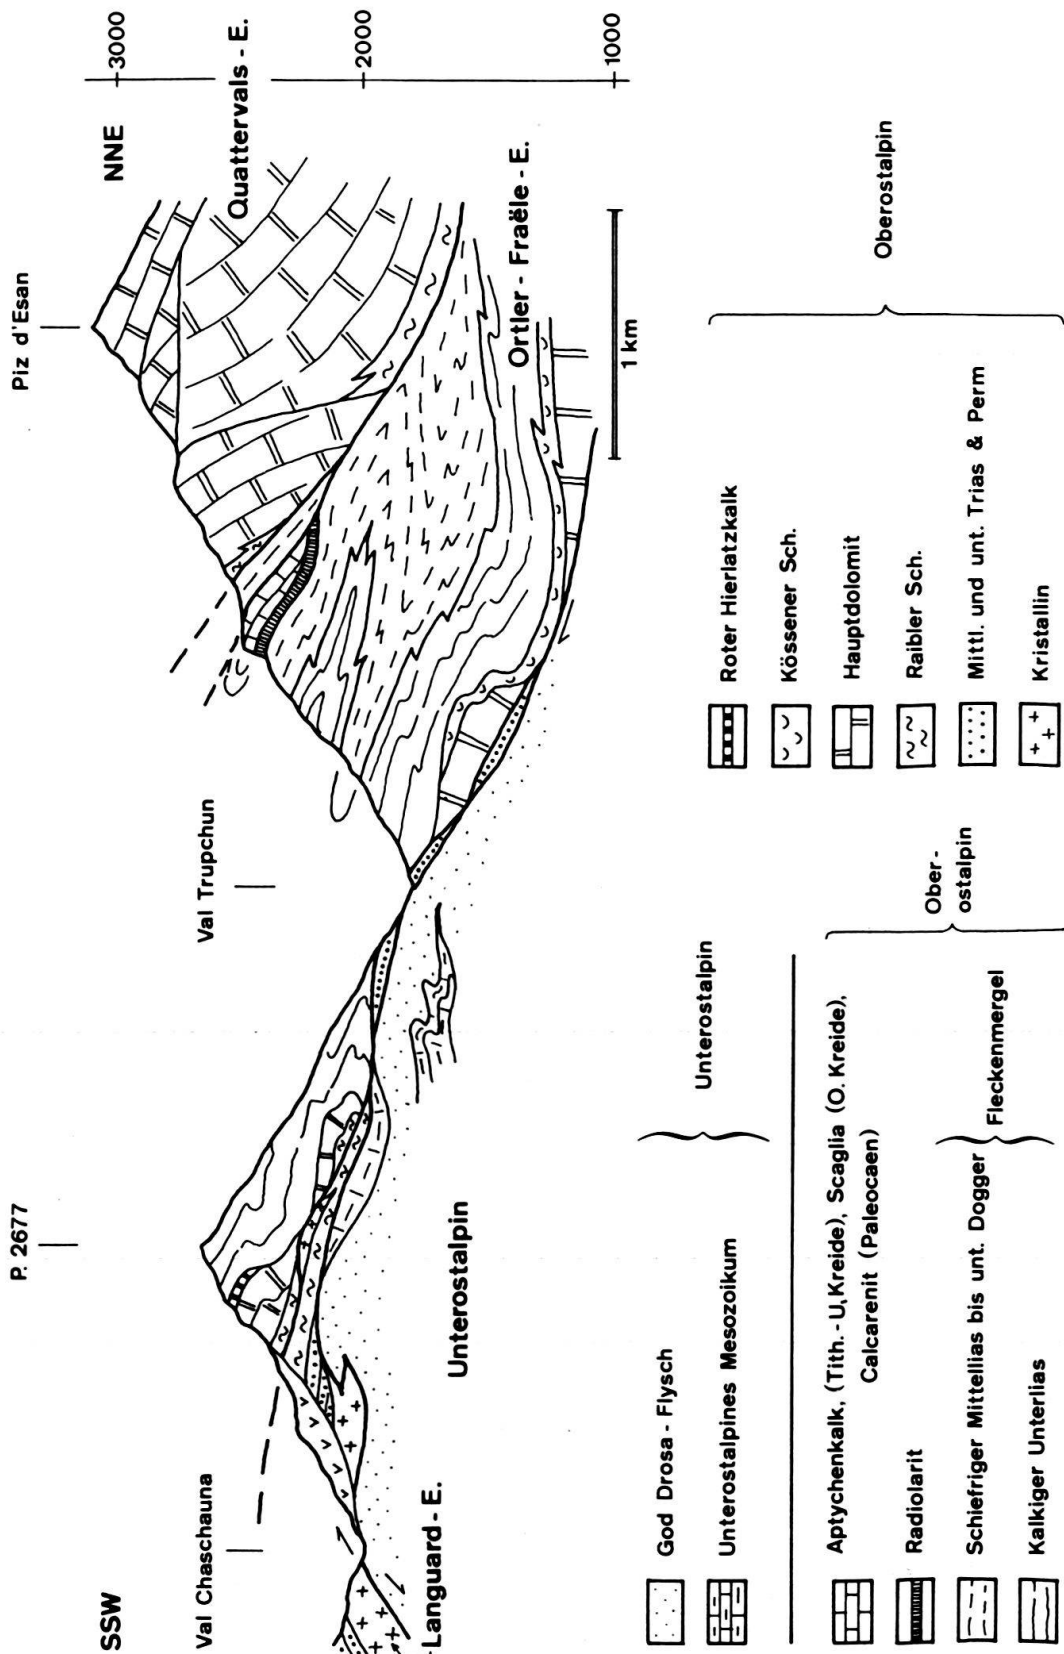 SSW
NNE
Val Chaschauna
P. 2677
Val Trupchun
Piz d'Esan
3000
2000
1000
Quattervals - E.
Ortler - Fraële - E.
Languard - E.
Unterostalpin
1 km
God Drosa - Flysch
Unterostalpines Mesozoikum
Unterostalpin
Aptychenkalk, (Tith.-U,Kreide), Scaglia (O. Kreide),
Calcarenit (Paleocaen)
Radiolarit
Schiefriger Mittellias bis unt. Dogger
Kalkiger Unterlias
Fleckenmergel
Ober-
ostalpin
Roter Hierlatzkalk
Kössener Sch.
Hauptdolomit
Raibler Sch.
Mittl. und unt. Trias & Perm
Kristallin
Oberostalpin